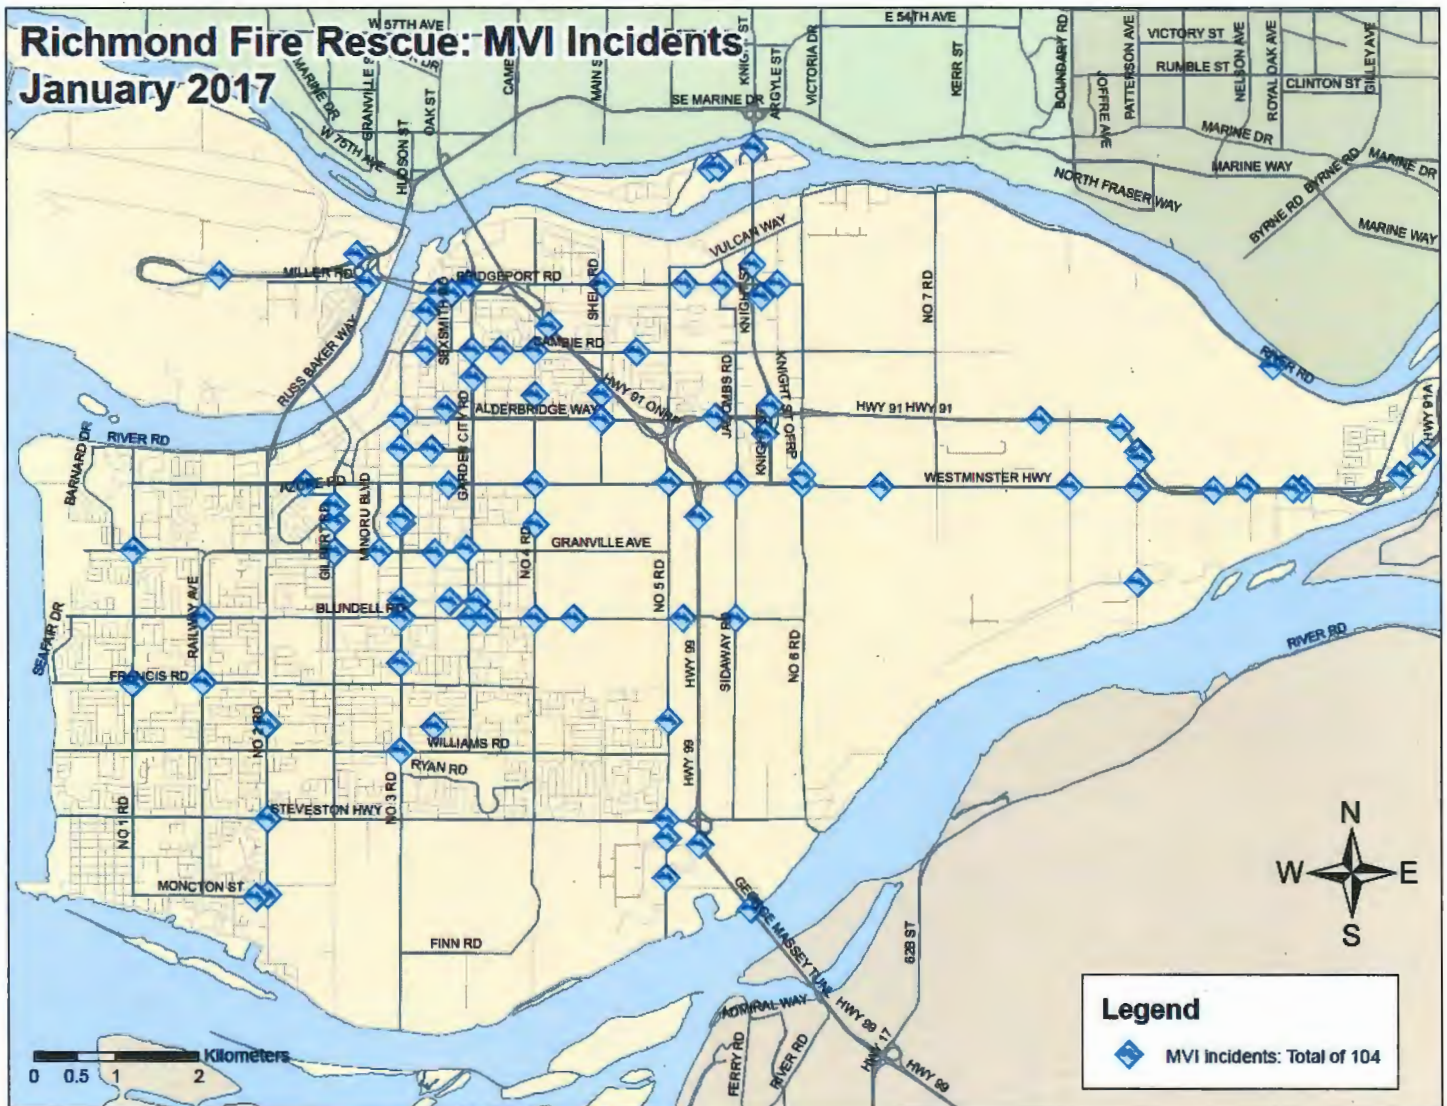 Richmond Fire Rescue: MVI Incidents
January 2017
W 57TH AVE
E 54TH AVE
MARINE DR
GRANVILLE S
OAK ST
CAMB
MAIN S
KNIGHT ST
ARGYLE ST
VICTORIA DR
KERR ST
BOUNDARY RD
JOFFRE AVE
PATTERSON AVE
VICTORY ST
RUMBLE ST
NELSON AVE
ROYAL OAK AVE
CLINTON ST
GILLEY AVE
SE MARINE DR
W 75TH AVE
HUDSON ST
MARINE DR
MARINE WAY
BYRNE RD
BYRNE RD
MARINE DR
NORTH FRASER WAY
MARINE WAY
VULCAN WAY
MILLER RD
BRIDGEPORT RD
SEXSMITH RD
SHELL RD
KNIGHT ST
NO 7 RD
CAMBIE RD
RUSS BAKER WAY
HWY 91 ONRP
JACOMBS RD
KNIGHT ST OFRP
RIVER RD
HWY 91A
ALDERBRIDGE WAY
GARDEN CITY RD
HWY 91 HWY 91
RIVER RD
BARNARD DR
WESTMINSTER HWY
GILBERT RD
MINORU BLVD
NO 4 RD
GRANVILLE AVE
NO 5 RD
RAILWAY AVE
BLUNDELL RD
SEAFAIR DR
HWY 99
SIDAWAY RD
NO 6 RD
RIVER RD
FRANCIS RD
NO 2 RD
WILLIAMS RD
HWY 99
RYAN RD
NO 1 RD
STEVESTON HWY
NO 3 RD
MONCTON ST
GEORGE MASSEY TUNL
FINN RD
62B ST
N
W
E
S
ADMIRAL WAY
HWY 99
FERRY RD
RIVER RD
HWY 17
HWY 99
Kilometers
0 0.5 1 2
Legend
MVI incidents: Total of 104